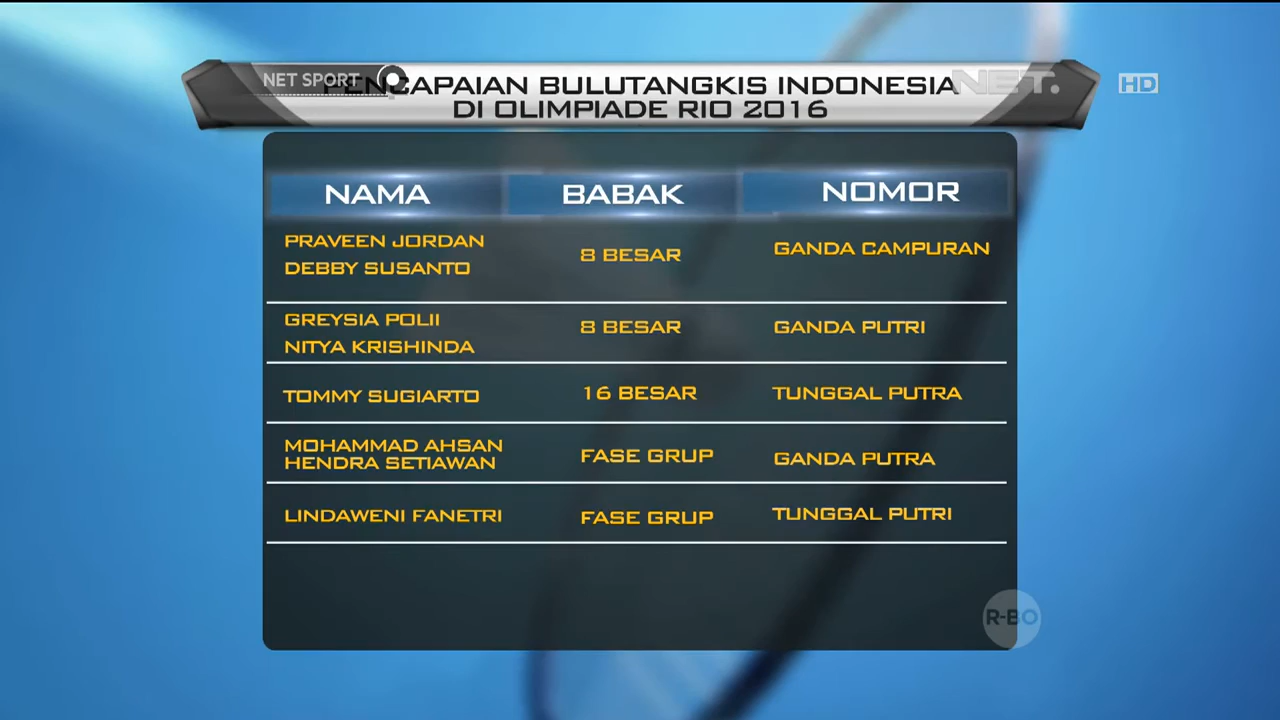 NET SPORT
PENCAPAIAN BULUTANGKIS INDONESIA
NET.
HD
DI OLIMPIADE RIO 2016
NAMA BABAK NOMOR
PRAVEEN JORDAN
DEBBY SUSANTO
8 BESAR
GANDA CAMPURAN
GREYSIA POLII
NITYA KRISHINDA
8 BESAR
GANDA PUTRI
TOMMY SUGIARTO
16 BESAR
TUNGGAL PUTRA
MOHAMMAD AHSAN
HENDRA SETIAWAN
FASE GRUP
GANDA PUTRA
LINDAWENI FANETRI
FASE GRUP
TUNGGAL PUTRI
R-BO